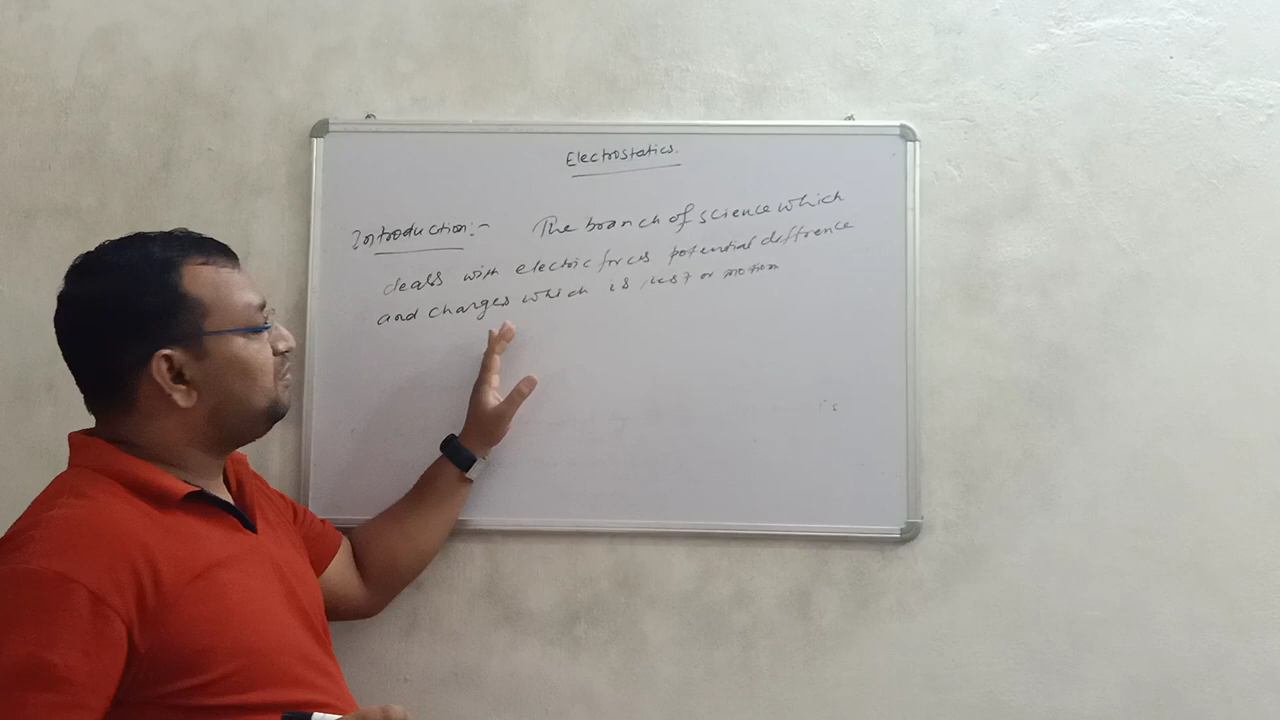 Electrostatics.
Introduction:- The branch of science which
deals with electric forces potential diffrence
and charges which is rest or motion
is